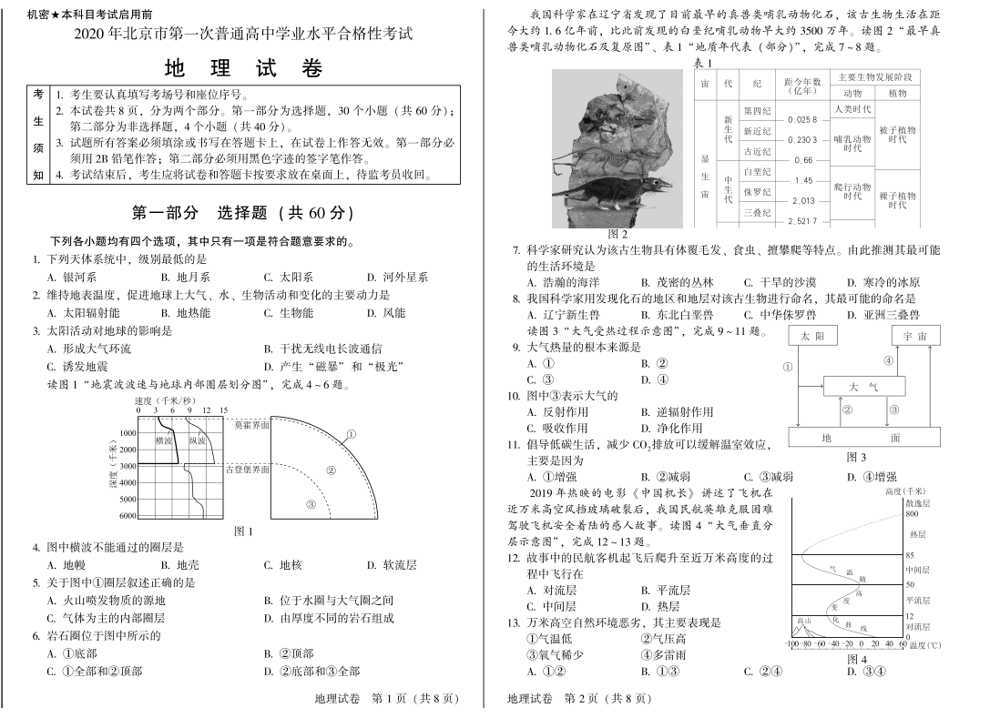 机密★本科目考试启用前
2020 年北京市第一次普通高中学业水平合格性考试
地 理 试 卷
考生须知
1. 考生要认真填写考场号和座位序号。
2. 本试卷共 8 页，分为两个部分。第一部分为选择题，30 个小题（共 60 分）；
第二部分为非选择题，4 个小题（共 40 分）。
3. 试题所有答案必须填涂或书写在答题卡上，在试卷上作答无效。第一部分必
须用 2B 铅笔作答；第二部分必须用黑色字迹的签字笔作答。
4. 考试结束后，考生应将试卷和答题卡按要求放在桌面上，待监考员收回。
第一部分 选择题（共 60 分）
下列各小题均有四个选项，其中只有一项是符合题意要求的。
1. 下列天体系统中，级别最低的是
A. 银河系 B. 地月系 C. 太阳系 D. 河外星系
2. 维持地表温度，促进地球上大气、水、生物活动和变化的主要动力是
A. 太阳辐射能 B. 地热能 C. 生物能 D. 风能
3. 太阳活动对地球的影响是
A. 形成大气环流 B. 干扰无线电长波通信
C. 诱发地震 D. 产生“磁暴”和“极光”
读图 1“地震波波速与地球内部圈层划分图”，完成 4～6 题。
速度（千米/秒）
0 3 6 9 12 15
深度（千米）
1000
2000
3000
4000
5000
6000
横波 纵波
莫霍界面
古登堡界面
①
②
③
图 1
4. 图中横波不能通过的圈层是
A. 地幔 B. 地壳 C. 地核 D. 软流层
5. 关于图中①圈层叙述正确的是
A. 火山喷发物质的源地 B. 位于水圈与大气圈之间
C. 气体为主的内部圈层 D. 由厚度不同的岩石组成
6. 岩石圈位于图中所示的
A. ①底部 B. ②顶部
C. ①全部和②顶部 D. ②底部和③全部
地理试卷 第 1 页（共 8 页）
我国科学家在辽宁省发现了目前最早的真兽类哺乳动物化石，该古生物生活在距
今大约 1.6 亿年前，比此前发现的白垩纪哺乳动物早大约 3500 万年。读图 2“最早真
兽类哺乳动物化石及复原图”、表 1“地质年代表（部分）”，完成 7～8 题。
图 2
表 1
宙 代 纪 距今年数（亿年） 主要生物发展阶段
动物 植物
显生宙
新生代
第四纪
0.025 8
新近纪
0.230 3
古近纪
0.66
中生代
白垩纪
1.45
侏罗纪
2.013
三叠纪
2.521 7
人类时代
哺乳动物时代
爬行动物时代
被子植物时代
裸子植物时代
7. 科学家研究认为该古生物具有体覆毛发、食虫、擅攀爬等特点。由此推测其最可能
的生活环境是
A. 浩瀚的海洋 B. 茂密的丛林 C. 干旱的沙漠 D. 寒冷的冰原
8. 我国科学家用发现化石的地区和地层对该古生物进行命名，其最可能的命名是
A. 辽宁新生兽 B. 东北白垩兽 C. 中华侏罗兽 D. 亚洲三叠兽
读图 3“大气受热过程示意图”，完成 9～11 题。
9. 大气热量的根本来源是
A. ① B. ②
C. ③ D. ④
10. 图中③表示大气的
A. 反射作用 B. 逆辐射作用
C. 吸收作用 D. 净化作用
太 阳
宇 宙
①
④
大 气
②
③
地 面
图 3
11. 倡导低碳生活，减少 CO₂排放可以缓解温室效应，
主要是因为
A. ①增强 B. ②减弱 C. ③减弱 D. ④增强
2019 年热映的电影《中国机长》讲述了飞机在
近万米高空风挡玻璃破裂后，我国民航英雄克服困难
驾驶飞机安全着陆的感人故事。读图 4“大气垂直分
层示意图”，完成 12～13 题。
12. 故事中的民航客机起飞后爬升至近万米高度的过
程中飞行在
A. 对流层 B. 平流层
C. 中间层 D. 热层
13. 万米高空自然环境恶劣，其主要表现是
①气温低 ②气压高
③氧气稀少 ④多雷雨
A. ①② B. ①③ C. ②④ D. ③④
高度（千米）
散逸层
800
热层
85
中间层
50
平流层
12
对流层
0
气温随高度变化曲线
高山
-100 -80 -60 -40 -20 0 20 40 60 温度（℃）
图 4
地理试卷 第 2 页（共 8 页）